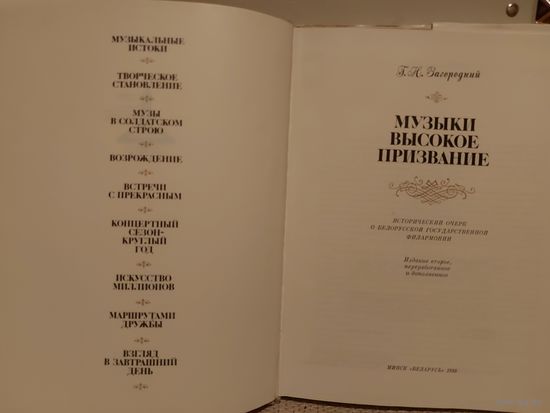 МУЗЫКАЛЬНЫЕ
ИСТОКИ
ТВОРЧЕСКОЕ
СТАНОВЛЕНИЕ
МУЗЫ
В СОЛДАТСКОМ
СТРОЮ
ВОЗРОЖДЕНИЕ
ВСТРЕЧИ
С ПРЕКРАСНЫМ
КОНЦЕРТНЫЙ
СЕЗОН-
КРУГЛЫЙ
ГОД
ИСКУССТВО
МИЛЛИОНОВ
МАРШРУТАМИ
ДРУЖБЫ
ВЗГЛЯД
В ЗАВТРАШНИЙ
ДЕНЬ
Г. Н. Загородний
МУЗЫКИ
ВЫСОКОЕ
ПРИЗВАНИЕ
ИСТОРИЧЕСКИЙ ОЧЕРК
О БЕЛОРУССКОЙ ГОСУДАРСТВЕННОЙ
ФИЛАРМОНИИ
Издание второе,
переработанное
и дополненное
МИНСК «БЕЛАРУСЬ»